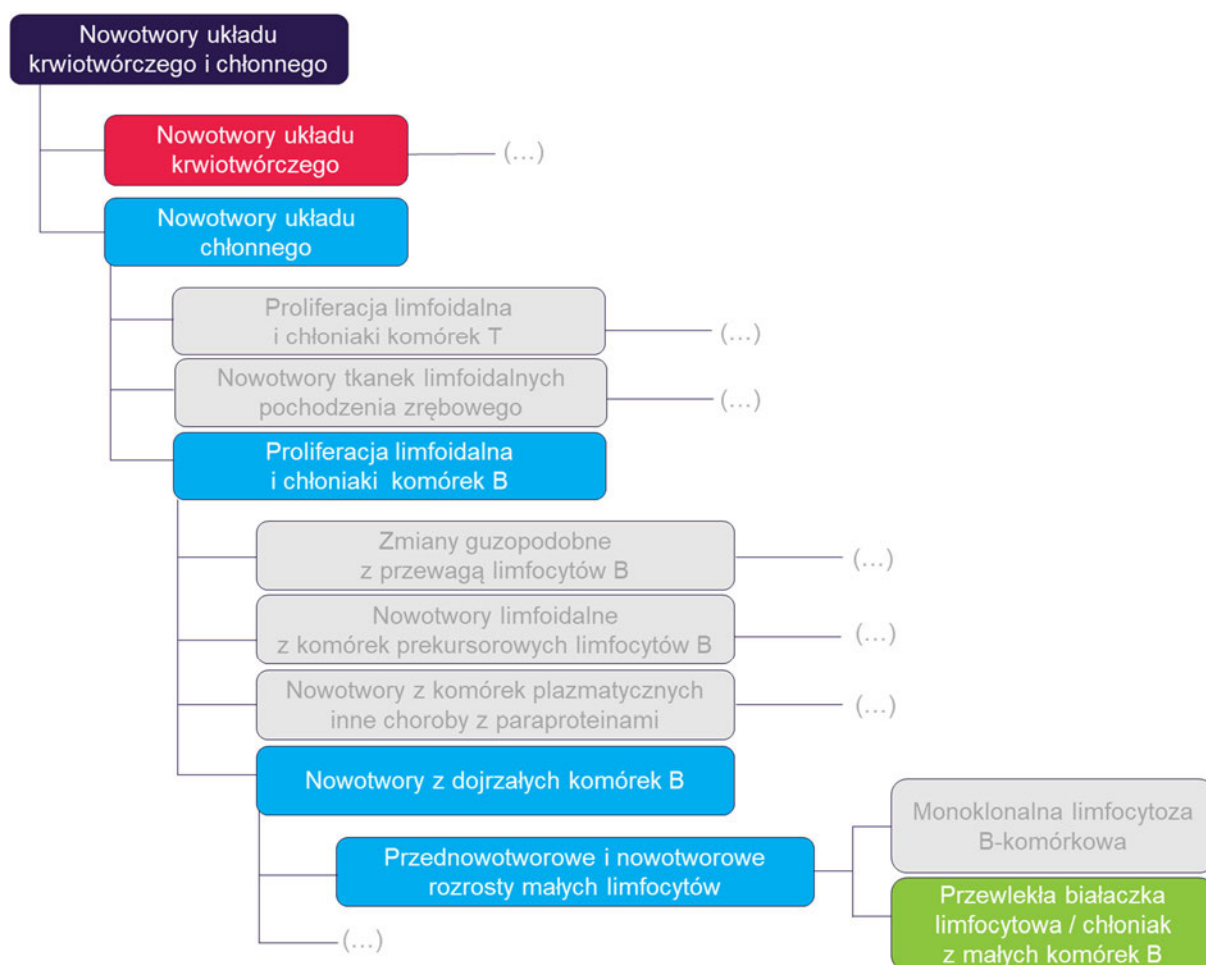 Nowotwory układu
krwiotwórczego i chłonnego
Nowotwory układu
krwiotwórczego
(...)
Nowotwory układu
chłonnego
Proliferacja limfoidalna
i chłoniaki komórek T
(...)
Nowotwory tkanek limfoidalnych
pochodzenia zrębowego
(...)
Proliferacja limfoidalna
i chłoniaki komórek B
Zmiany guzopodobne
z przewagą limfocytów B
(...)
Nowotwory limfoidalne
z komórek prekursorowych limfocytów B
(...)
Nowotwory z komórek plazmatycznych
inne choroby z paraproteinami
(...)
Nowotwory z dojrzałych komórek B
Monoklonalna limfocytoza
B-komórkowa
Przednowotworowe i nowotworowe
rozrosty małych limfocytów
Przewlekła białaczka
limfocytowa / chłoniak
z małych komórek B
(...)